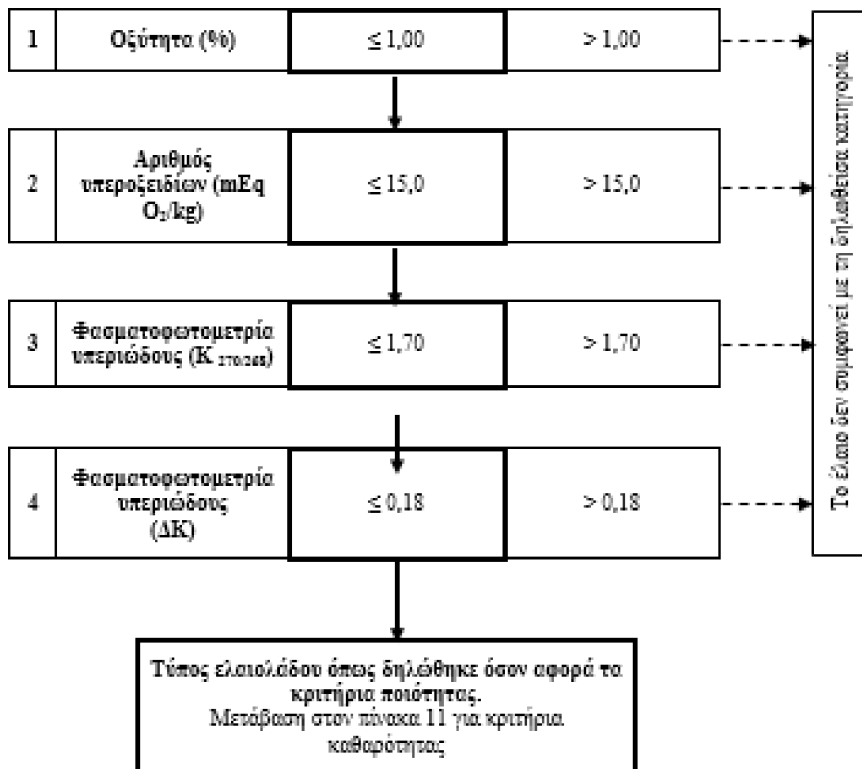 1 Οξύτητα (%) ≤ 1,00 > 1,00
2 Αριθμός υπεροξειδίων (mEq O₂/kg) ≤ 15,0 > 15,0
3 Φασματοφωτομετρία υπεριώδους (K 270/268) ≤ 1,70 > 1,70
4 Φασματοφωτομετρία υπεριώδους (ΔK) ≤ 0,18 > 0,18
Το έλαιο δεν συμφωνεί με τη δηλωθείσα κατηγορία
Τύπος ελαιολάδου όπως δηλώθηκε όσον αφορά τα
κριτήρια ποιότητας.
Μετάβαση στον πίνακα 11 για κριτήρια
καθαρότητας